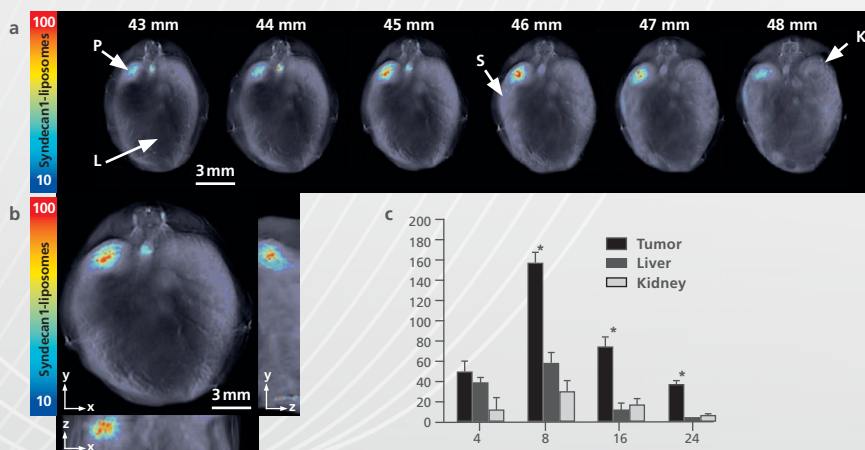 a
100
Syndecan1-liposomes
10
43 mm
44 mm
45 mm
46 mm
47 mm
48 mm
P
S
K
L
3 mm
b
100
Syndecan1-liposomes
10
y
x
3 mm
y
z
z
x
c
200
180
160
140
120
100
80
60
40
20
0
*
*
*
Tumor
Liver
Kidney
4
8
16
24